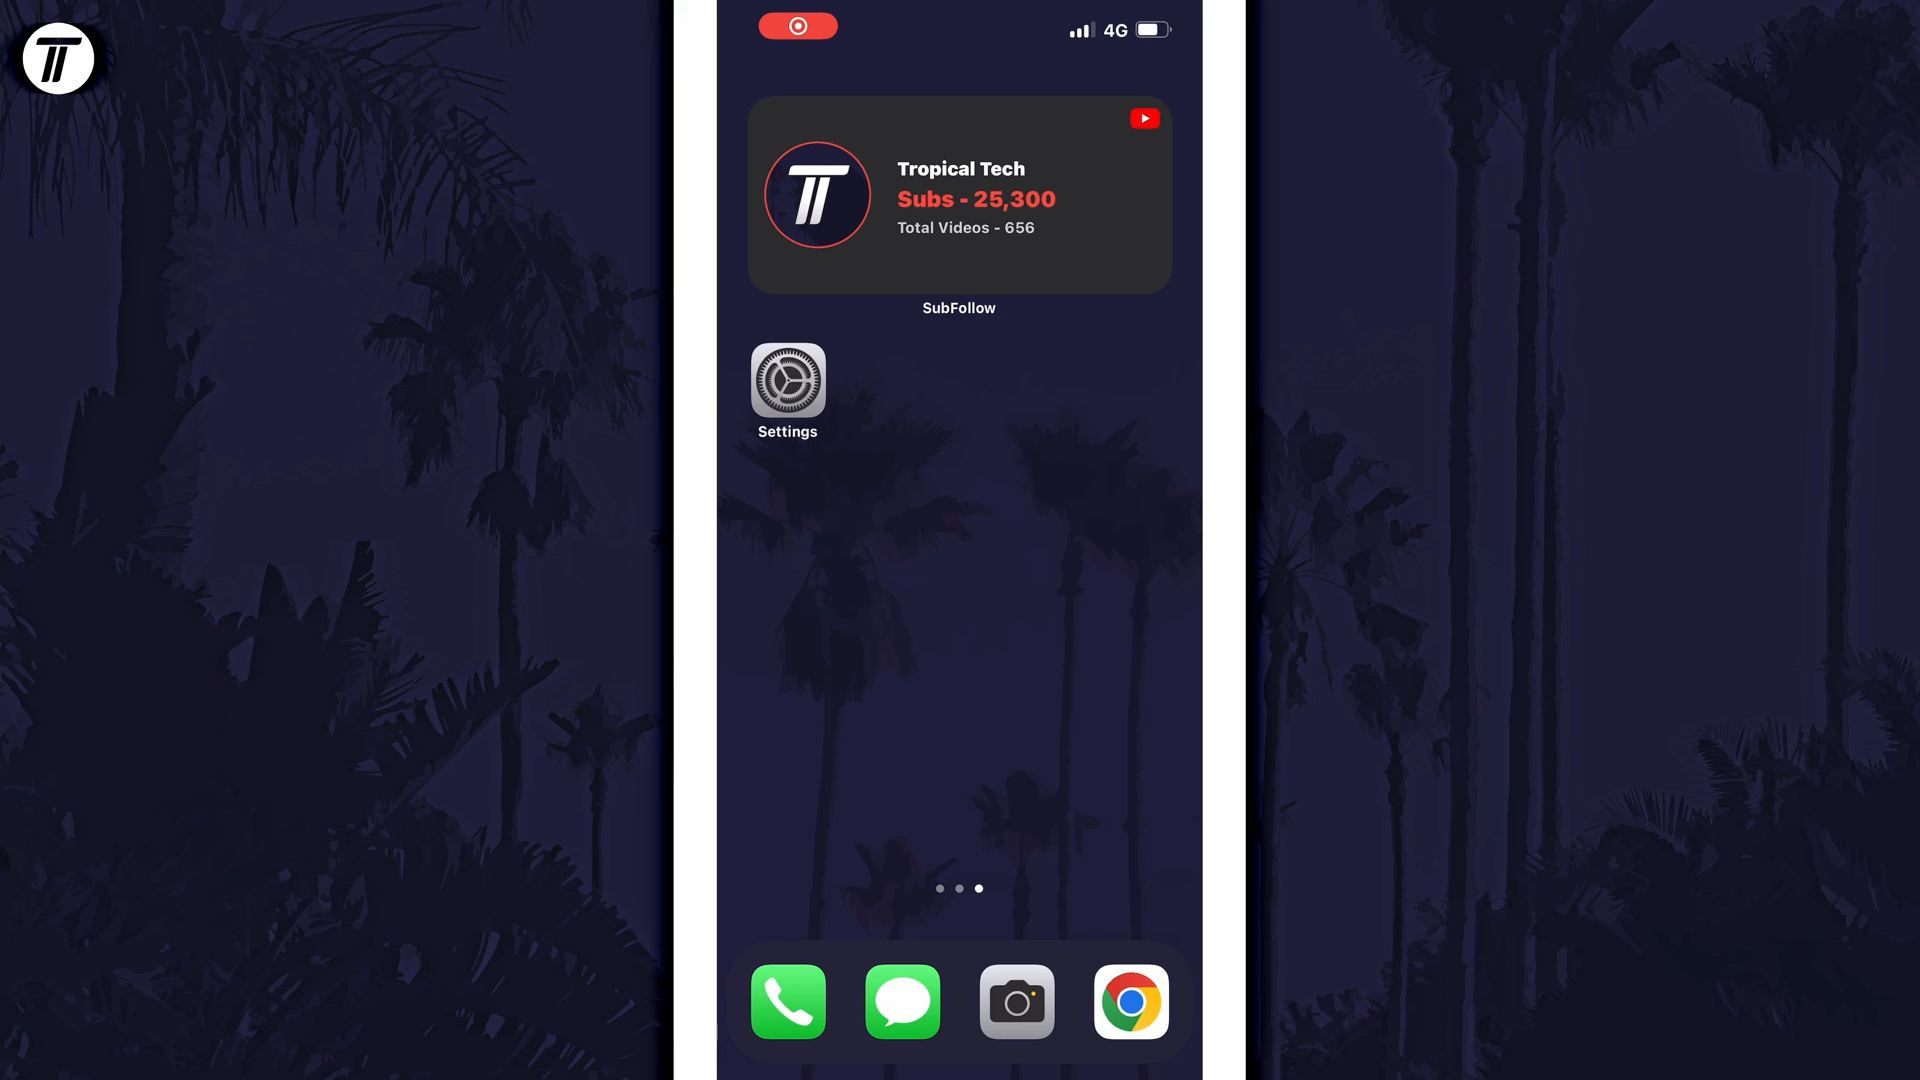 4G
Tropical Tech
Subs - 25,300
Total Videos - 656
SubFollow
Settings